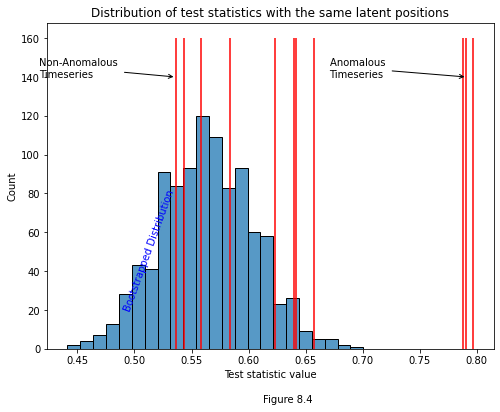 Distribution of test statistics with the same latent positions
160
140
120
100
80
60
40
20
0
Count
Non-Anomalous
Timeseries
Anomalous
Timeseries
Bootstrapped Distribution
0.45 0.50 0.55 0.60 0.65 0.70 0.75 0.80
Test statistic value
Figure 8.4